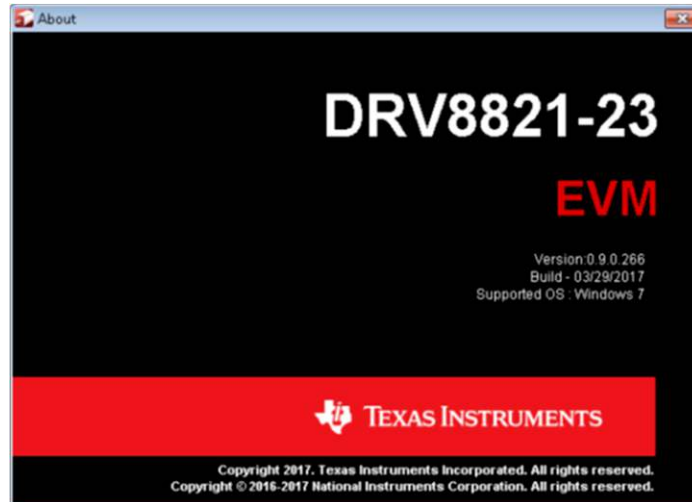 About
DRV8821-23
EVM
Version:0.9.0.266
Build - 03/29/2017
Supported OS : Windows 7
TEXAS INSTRUMENTS
Copyright 2017. Texas Instruments Incorporated. All rights reserved.
Copyright © 2016-2017 National Instruments Corporation. All rights reserved.